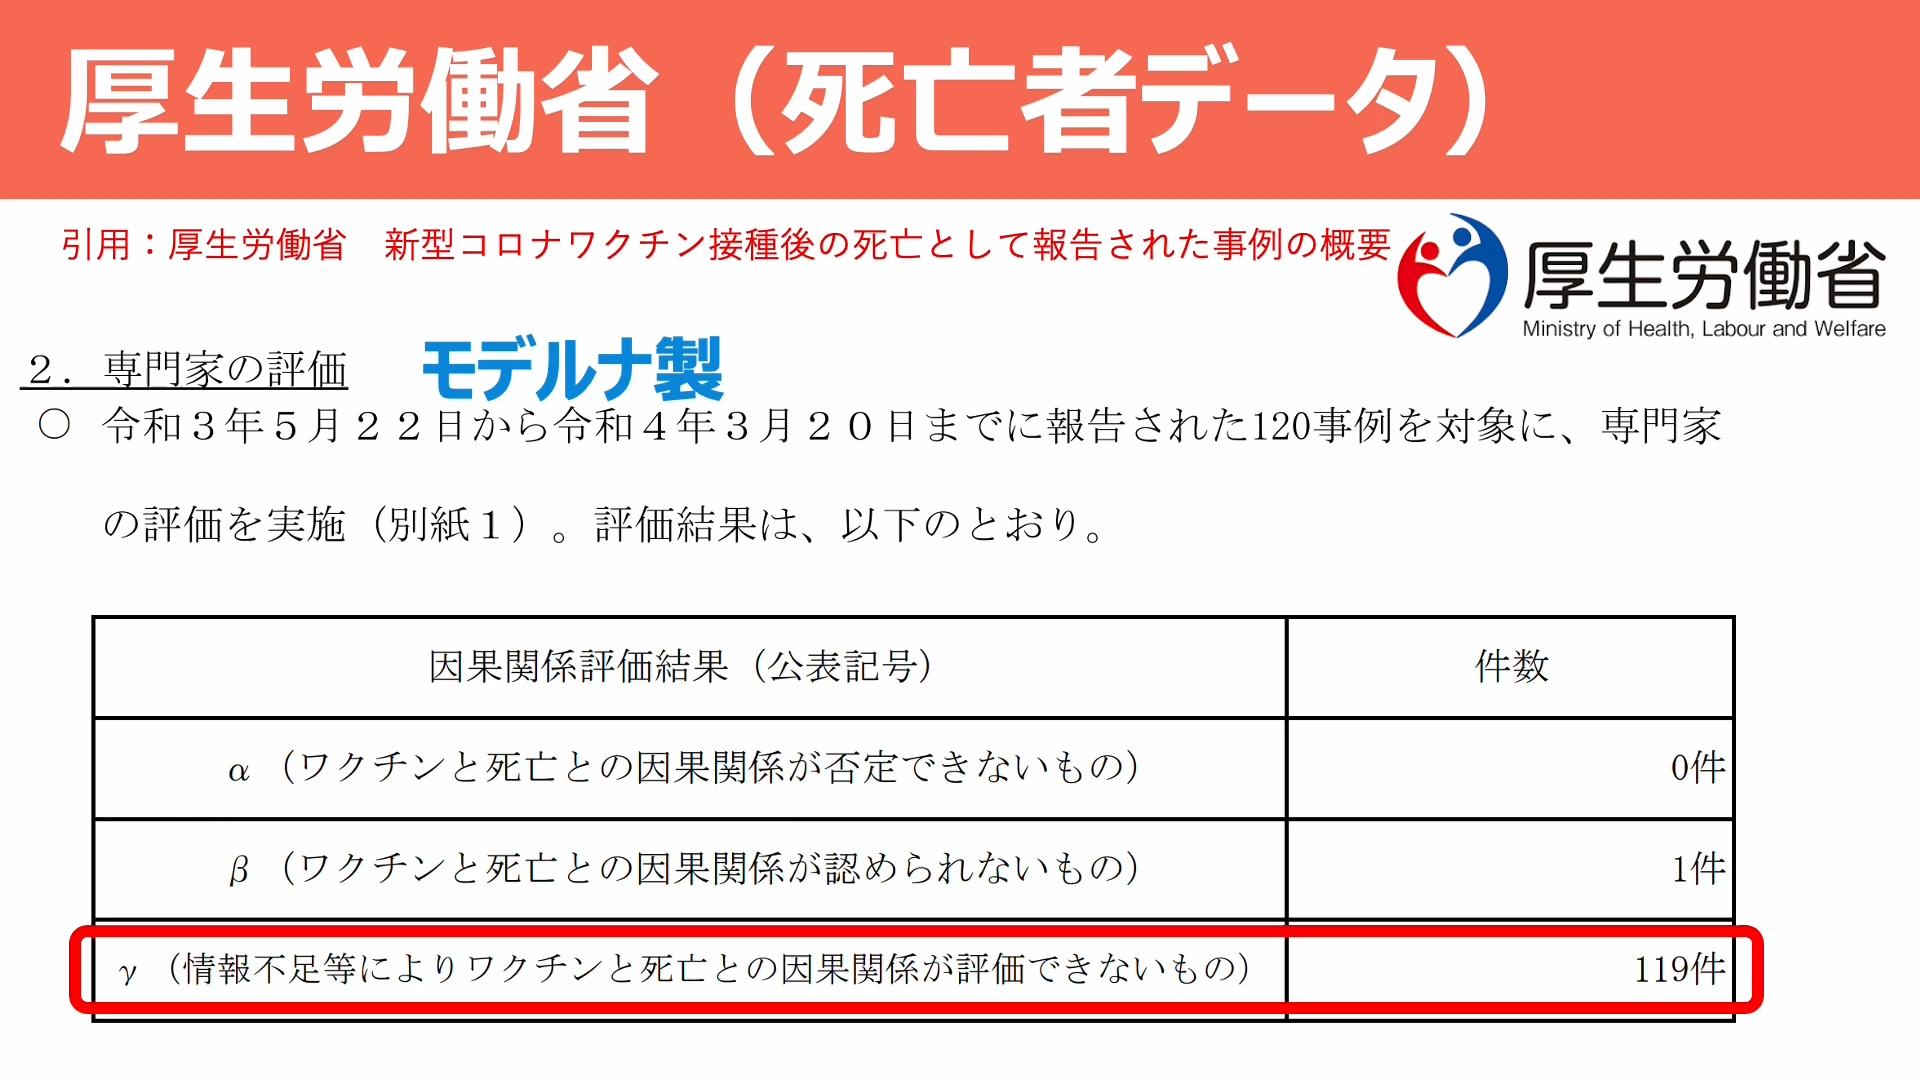 厚生労働省（死亡者データ）
引用：厚生労働省　新型コロナワクチン接種後の死亡として報告された事例の概要
厚生労働省
Ministry of Health, Labour and Welfare
２．専門家の評価
モデルナ製
○ 令和３年５月２２日から令和４年３月２０日までに報告された120事例を対象に、専門家
の評価を実施（別紙１）。評価結果は、以下のとおり。
因果関係評価結果（公表記号） 件数
α（ワクチンと死亡との因果関係が否定できないもの） 0件
β（ワクチンと死亡との因果関係が認められないもの） 1件
γ（情報不足等によりワクチンと死亡との因果関係が評価できないもの） 119件